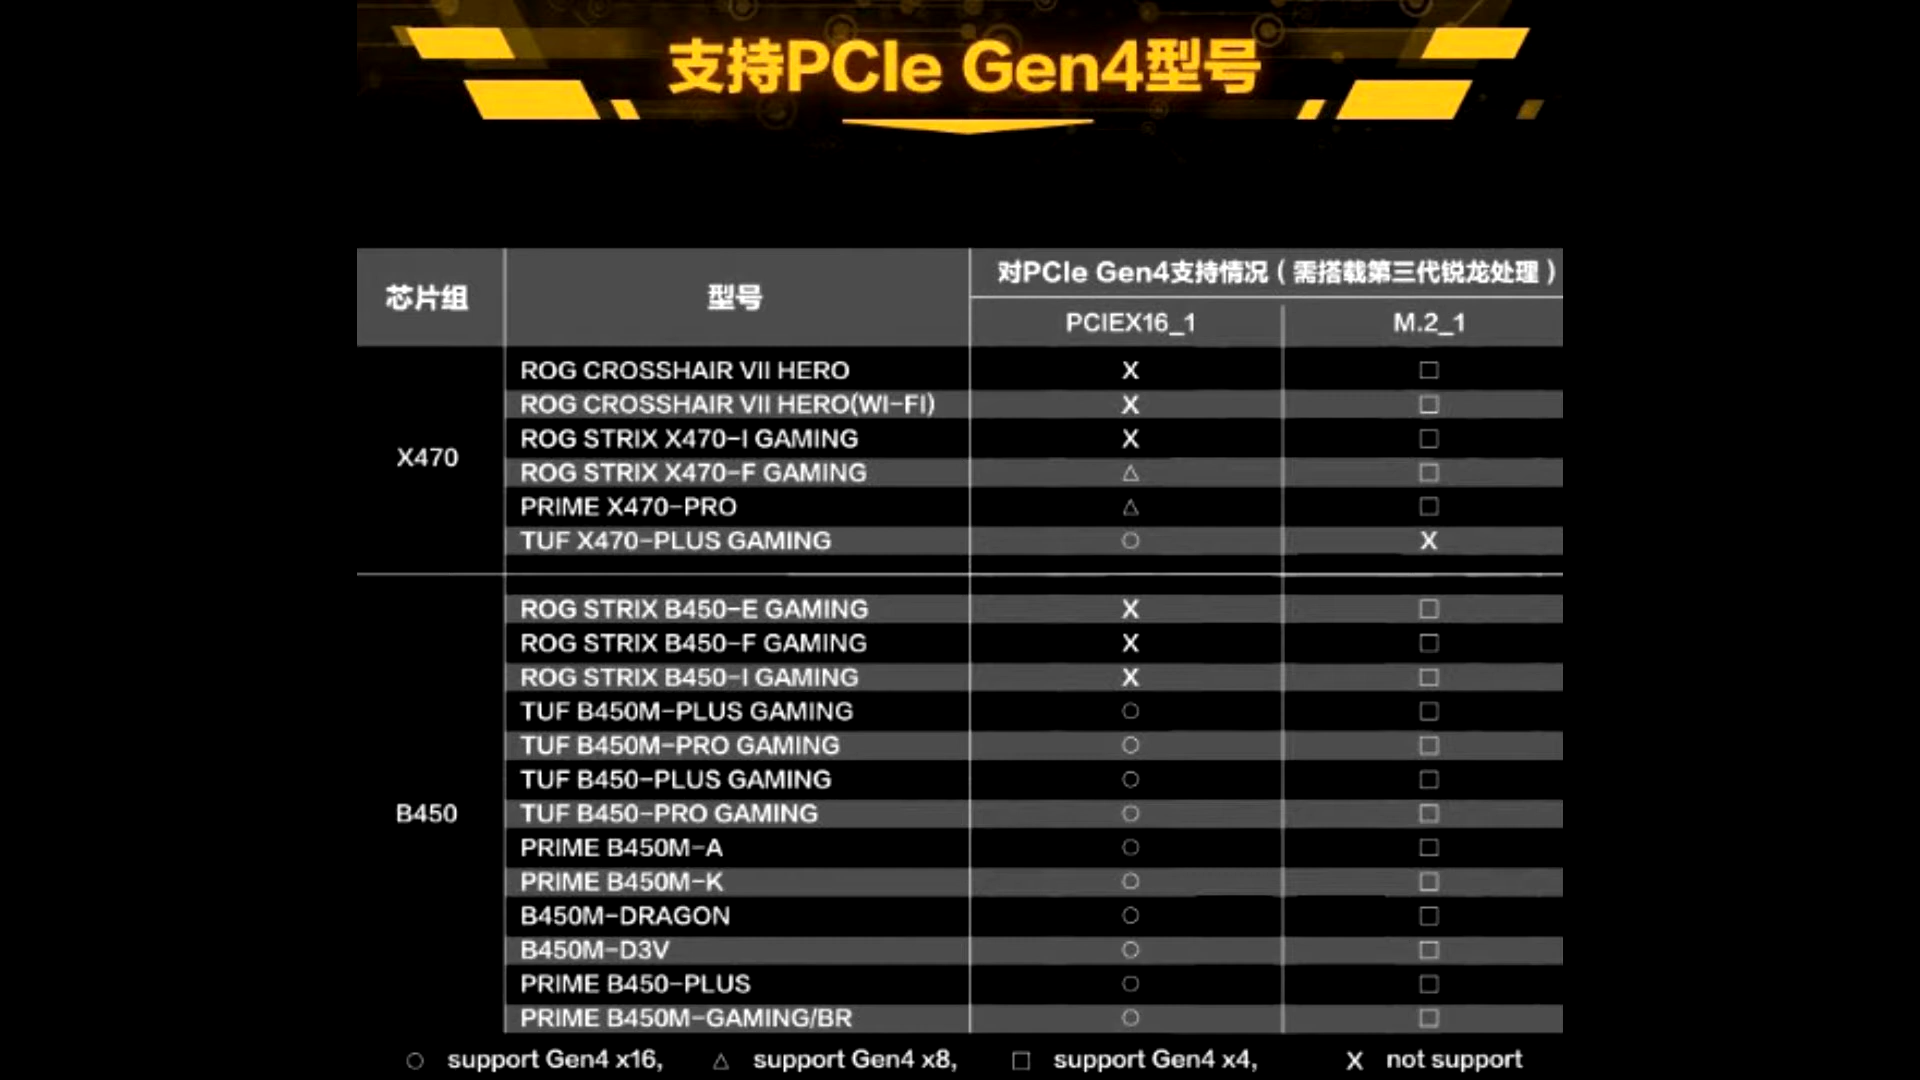 支持PCIe Gen4型号
芯片组 型号 对PCIe Gen4支持情况(需搭载第三代锐龙处理)
PCIEX16_1 M.2_1
X470
ROG CROSSHAIR VII HERO X □
ROG CROSSHAIR VII HERO(WI-FI) X □
ROG STRIX X470-I GAMING X □
ROG STRIX X470-F GAMING △ □
PRIME X470-PRO △ □
TUF X470-PLUS GAMING ○ X
B450
ROG STRIX B450-E GAMING X □
ROG STRIX B450-F GAMING X □
ROG STRIX B450-I GAMING X □
TUF B450M-PLUS GAMING ○ □
TUF B450M-PRO GAMING ○ □
TUF B450-PLUS GAMING ○ □
TUF B450-PRO GAMING ○ □
PRIME B450M-A ○ □
PRIME B450M-K ○ □
B450M-DRAGON ○ □
B450M-D3V ○ □
PRIME B450-PLUS ○ □
PRIME B450M-GAMING/BR ○ □
○ support Gen4 x16, △ support Gen4 x8, □ support Gen4 x4, X not support